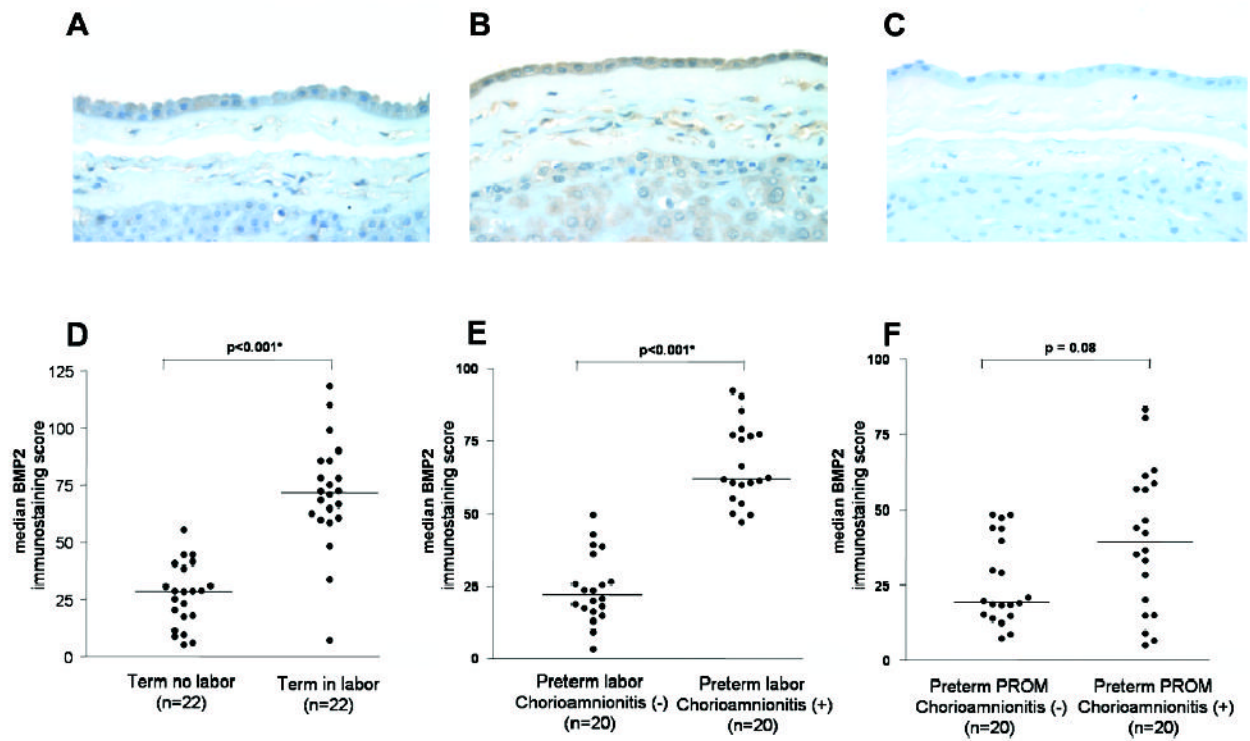 A
B
C
D
E
F
p<0.001*
p<0.001*
p = 0.08
median BMP2
immunostaining score
125
100
75
50
25
0
median BMP2
immunostaining score
100
75
50
25
0
median BMP2
immunostaining score
100
75
50
25
0
Term no labor
(n=22)
Term in labor
(n=22)
Preterm labor
Chorioamnionitis (-)
(n=20)
Preterm labor
Chorioamnionitis (+)
(n=20)
Preterm PROM
Chorioamnionitis (-)
(n=20)
Preterm PROM
Chorioamnionitis (+)
(n=20)